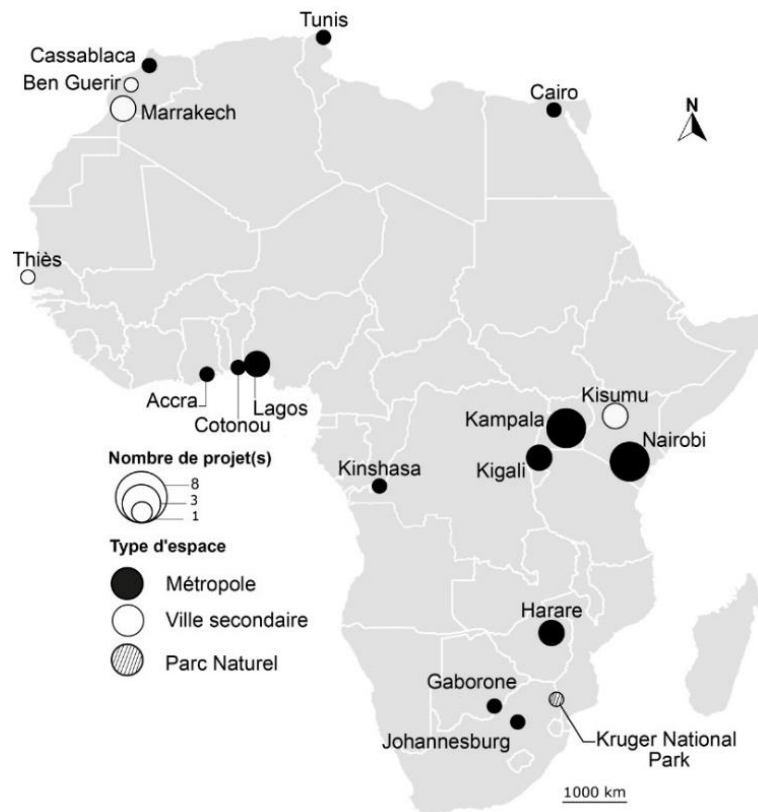 Tunis
Cassablaca
Ben Guerir
Marrakech
Cairo
N
Thiès
Accra
Cotonou
Lagos
Kampala
Kisumu
Nairobi
Kigali
Kinshasa
Nombre de projet(s)
8
3
1
Type d'espace
Métropole
Ville secondaire
Parc Naturel
Harare
Gaborone
Johannesburg
Kruger National
Park
1000 km